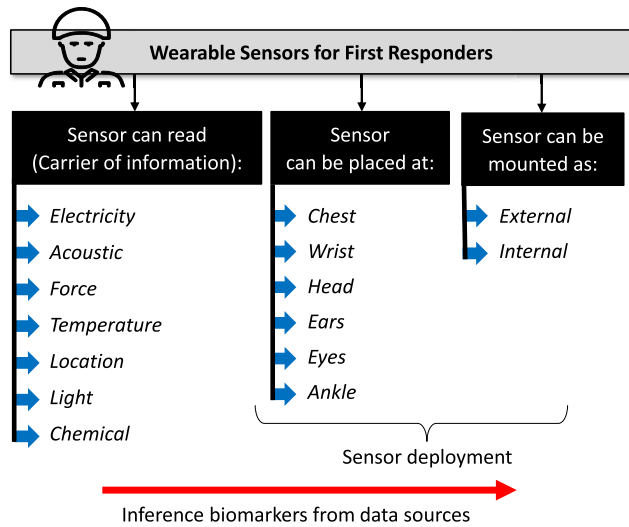 Wearable Sensors for First Responders
Sensor can read
(Carrier of information):
Electricity
Acoustic
Force
Temperature
Location
Light
Chemical
Sensor
can be placed at:
Chest
Wrist
Head
Ears
Eyes
Ankle
Sensor can be
mounted as:
External
Internal
Sensor deployment
Inference biomarkers from data sources